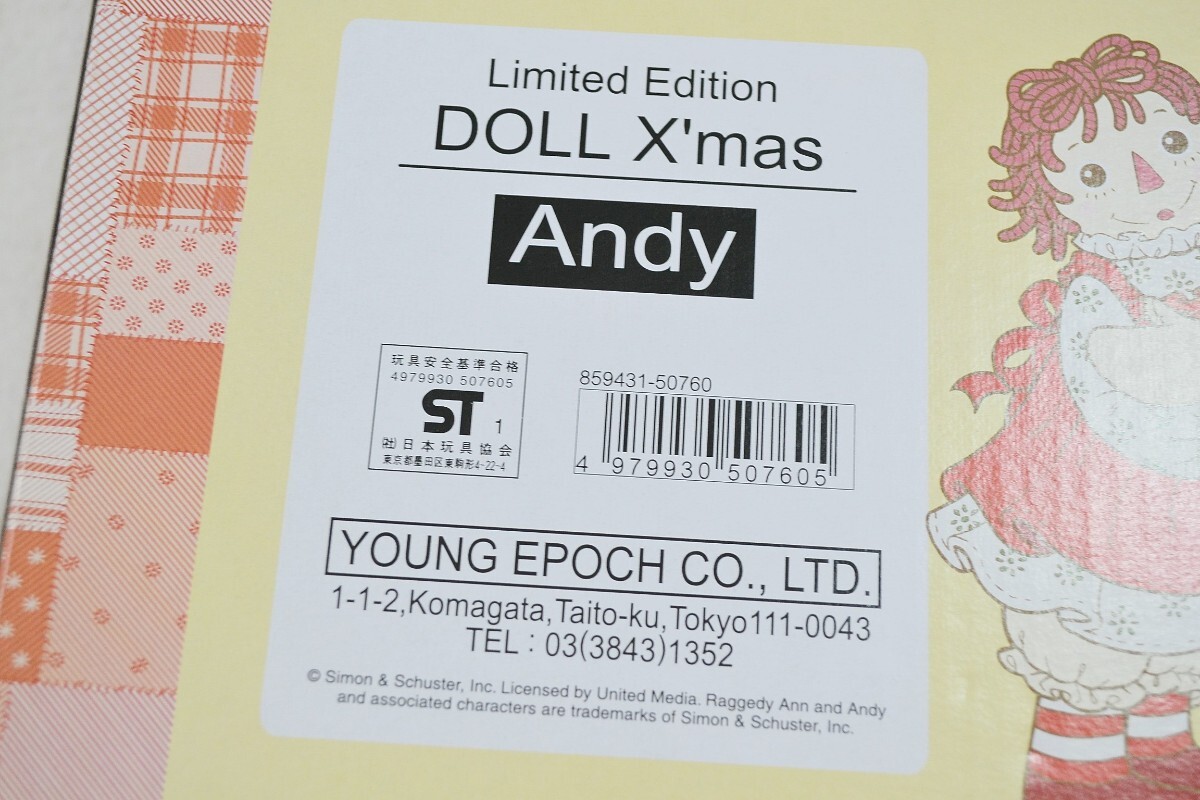 Limited Edition
DOLL X'mas
Andy
玩具安全基準合格
4979930 507605
ST 1
㈳日本玩具協会
東京都墨田区東駒形4-22-4
859431-50760
4 979930 507605
YOUNG EPOCH CO., LTD.
1-1-2,Komagata,Taito-ku,Tokyo111-0043
TEL : 03(3843)1352
© Simon & Schuster, Inc. Licensed by United Media. Raggedy Ann and Andy
and associated characters are trademarks of Simon & Schuster, Inc.